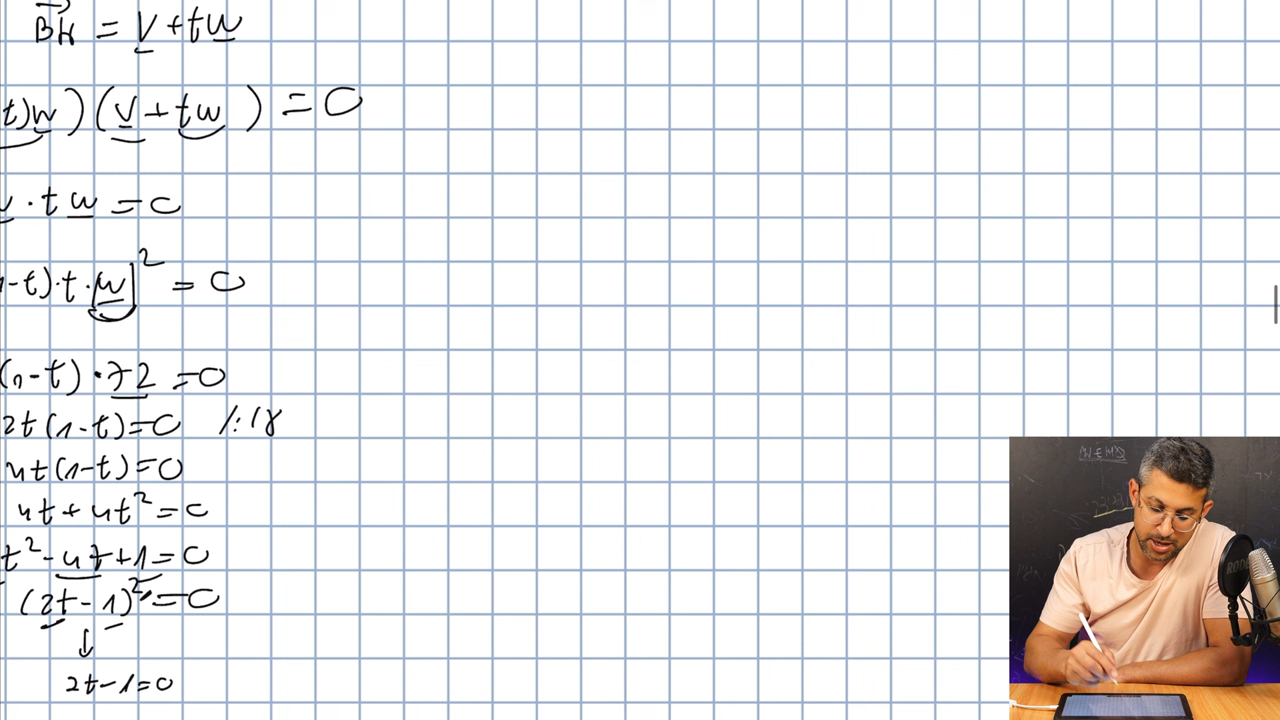 BK = v + tw
t)w)(v + tw) = 0
v · tw = 0
1-t)·t·|w|² = 0
(1-t)·72 = 0
2t(1-t)=0 /:18
4t(1-t)=0
4t + 4t² = 0
t² - 4t + 1 = 0
(2t - 1)² = 0
⇓
2t - 1 = 0